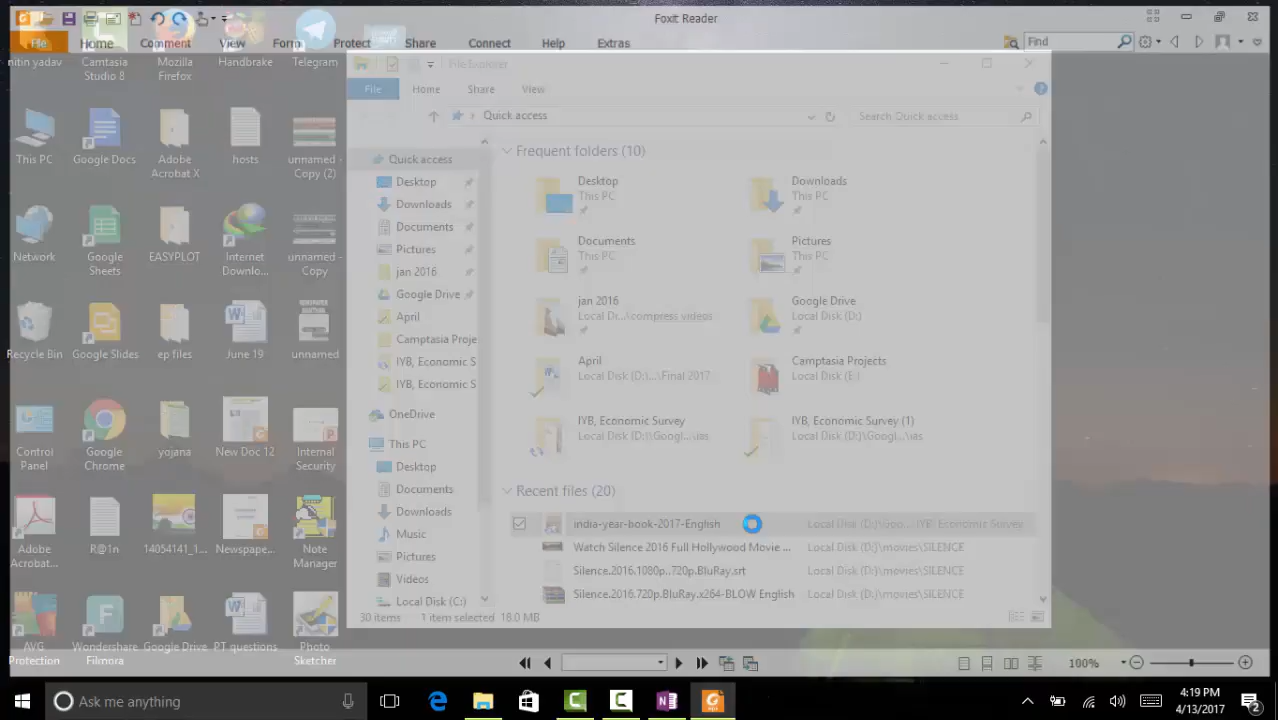 Foxit Reader
File Home Comment View Form Protect Share Connect Help Extras
Find
nitin yadav
Camtasia Studio 8
Mozilla Firefox
Handbrake
Telegram
This PC
Google Docs
Adobe Acrobat X
hosts
unnamed - Copy (2)
Network
Google Sheets
EASYPLOT
Internet Downlo...
unnamed - Copy
Recycle Bin
Google Slides
ep files
June 19
unnamed
Control Panel
Google Chrome
yojana
New Doc 12
Internal Security
Adobe Acrobat...
R@1n
14054141_1...
Newspape...
Note Manager
AVG Protection
Wondershare Filmora
Google Drive
P.T questions
Photo Sketcher
File Explorer
File Home Share View
Quick access
Search Quick access
Quick access
Desktop
Downloads
Documents
Pictures
jan 2016
Google Drive
April
Camptasia Proje
IYB, Economic S
IYB, Economic S
OneDrive
This PC
Desktop
Documents
Downloads
Music
Pictures
Videos
Local Disk (C:)
Frequent folders (10)
Desktop
This PC
Downloads
This PC
Documents
This PC
Pictures
This PC
jan 2016
Local Dr...\compress videos
Google Drive
Local Disk (D:)
April
Local Disk (D:\...\Final 2017
Camptasia Projects
Local Disk (E:)
IYB, Economic Survey
Local Disk (D:)\Googl...\ias
IYB, Economic Survey (1)
Local Disk (D:)\Googl...\ias
Recent files (20)
india-year-book-2017-English Local Disk (D:)\Goo... IYB, Economic Survey
Watch Silence 2016 Full Hollywood Movie ... Local Disk (D:)\movies\SILENCE
Silence.2016.1080p..720p.BluRay.srt Local Disk (D:)\movies\SILENCE
Silence.2016.720p.BluRay.x264-BLOW English Local Disk (D:)\movies\SILENCE
30 items 1 item selected 18.0 MB
100%
Ask me anything
4:19 PM
4/13/2017
2